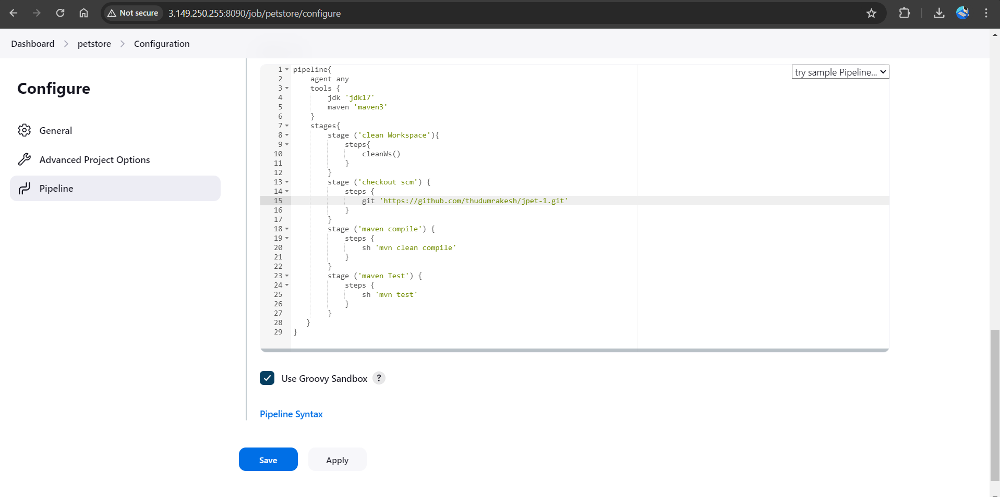 Not secure 3.149.250.255:8090/job/petstore/configure
Dashboard petstore Configuration
Configure
General
Advanced Project Options
Pipeline
try sample Pipeline...
1 pipeline{
2     agent any
3     tools {
4         jdk 'jdk17'
5         maven 'maven3'
6     }
7     stages{
8         stage ('clean Workspace'){
9             steps{
10                 cleanWs()
11             }
12         }
13         stage ('checkout scm') {
14             steps {
15                 git 'https://github.com/thudumrakesh/jpet-1.git'
16             }
17         }
18         stage ('maven compile') {
19             steps {
20                 sh 'mvn clean compile'
21             }
22         }
23         stage ('maven Test') {
24             steps {
25                 sh 'mvn test'
26             }
27         }
28    }
29 }
Use Groovy Sandbox ?
Pipeline Syntax
Save Apply